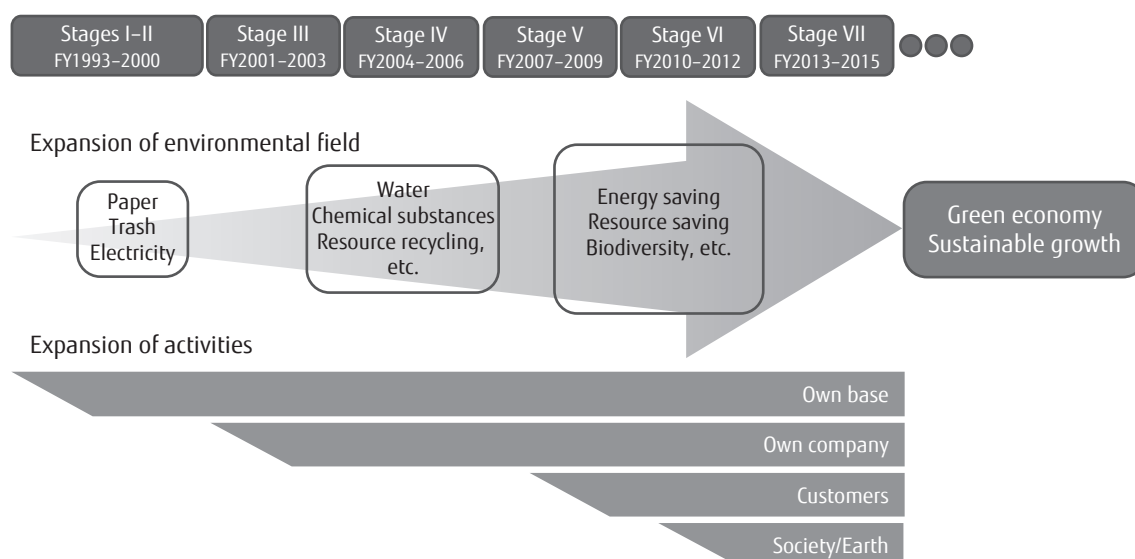 Stages I–II
FY1993–2000
Stage III
FY2001–2003
Stage IV
FY2004–2006
Stage V
FY2007–2009
Stage VI
FY2010–2012
Stage VII
FY2013–2015
Expansion of environmental field
Paper
Trash
Electricity
Water
Chemical substances
Resource recycling,
etc.
Energy saving
Resource saving
Biodiversity, etc.
Green economy
Sustainable growth
Expansion of activities
Own base
Own company
Customers
Society/Earth